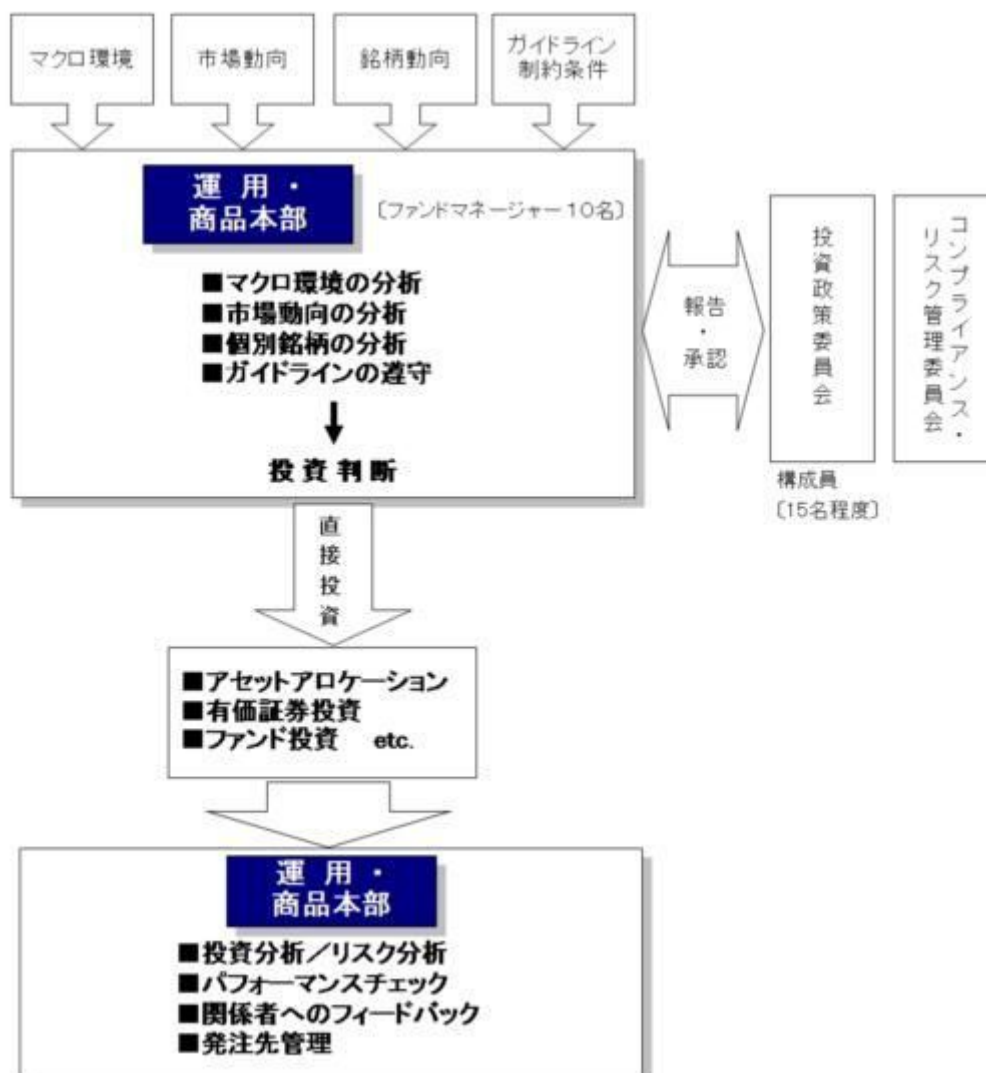 マクロ環境
市場動向
銘柄動向
ガイドライン
制約条件
運用・
商品本部
〔ファンドマネージャー10名〕
■マクロ環境の分析
■市場動向の分析
■個別銘柄の分析
■ガイドラインの遵守
投資判断
報告
・
承認
投資政策委員会
コンプライアンス・
リスク管理委員会
構成員
〔15名程度〕
直接投資
■アセットアロケーション
■有価証券投資
■ファンド投資 etc.
運用・
商品本部
■投資分析／リスク分析
■パフォーマンスチェック
■関係者へのフィードバック
■発注先管理